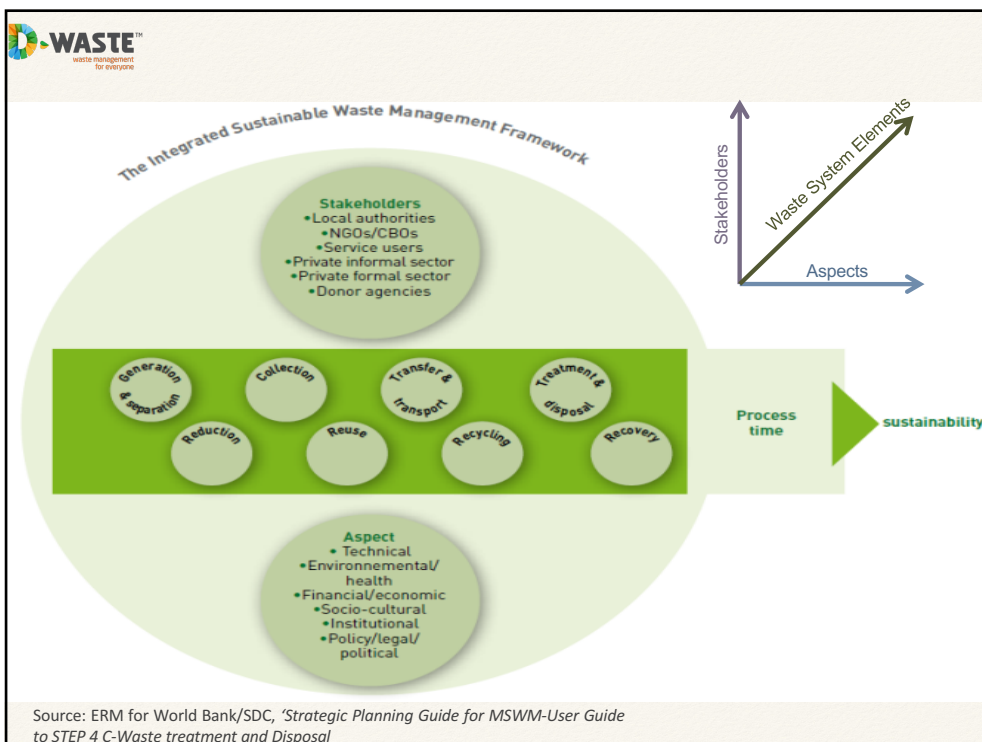 D-WASTE™
waste management
for everyone
The Integrated Sustainable Waste Management Framework
Stakeholders
•Local authorities
•NGOs/CBOs
•Service users
•Private informal sector
•Private formal sector
•Donor agencies
Stakeholders
Waste System Elements
Aspects
Generation
& separation
Collection
Transfer &
transport
Treatment &
disposal
Reduction
Reuse
Recycling
Recovery
Process
time
sustainability
Aspect
• Technical
•Environnemental/
health
•Financial/economic
•Socio-cultural
•Institutional
•Policy/legal/
political
Source: ERM for World Bank/SDC, ‘Strategic Planning Guide for MSWM-User Guide
to STEP 4 C-Waste treatment and Disposal